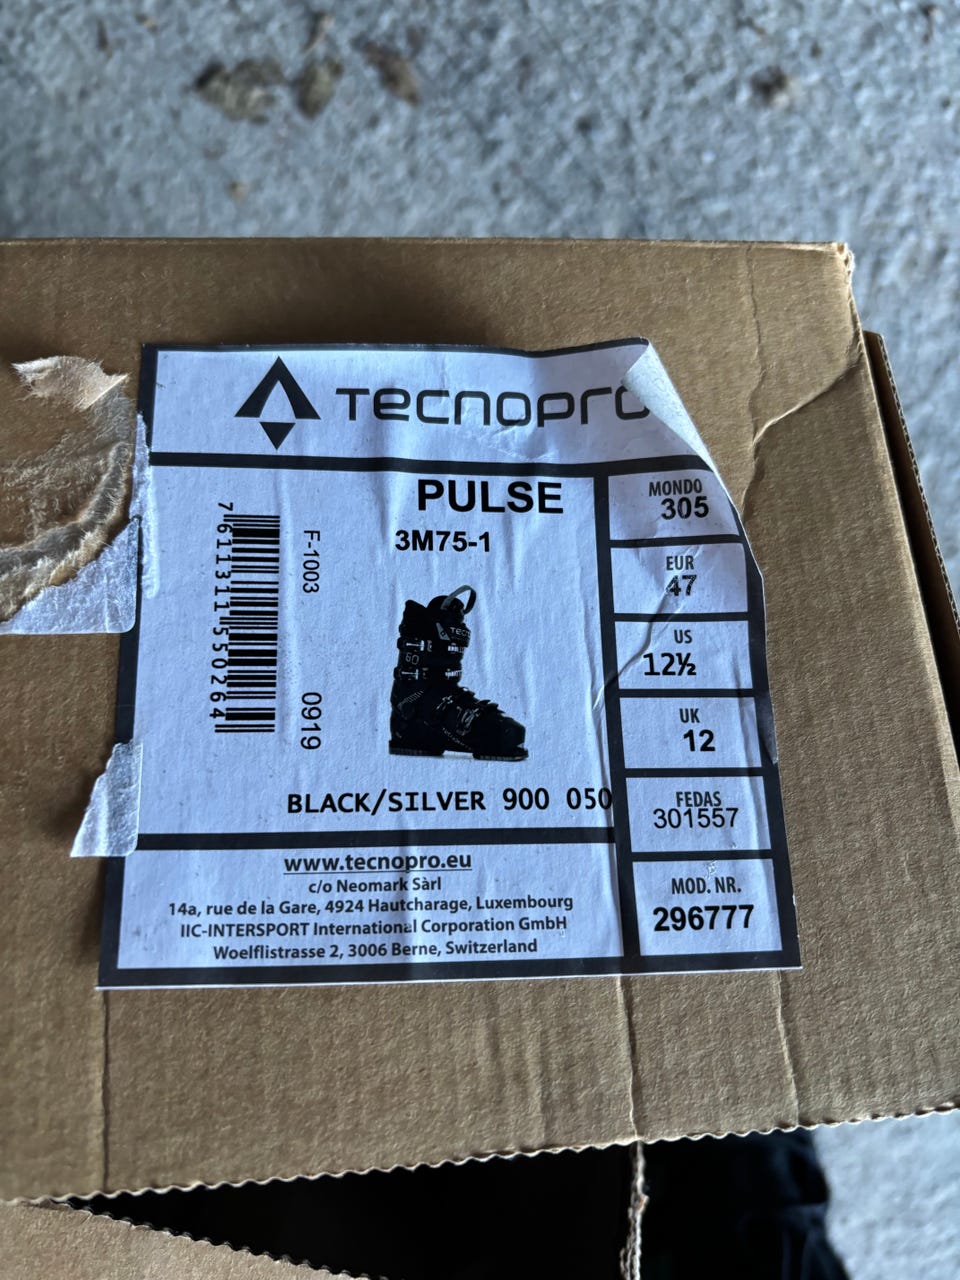 TECNOPRO
PULSE
3M75-1
7611311550264
F-1003 0919
60
BLACK/SILVER 900 050
MONDO
305
EUR
47
US
12½
UK
12
FEDAS
301557
MOD. NR.
296777
www.tecnopro.eu
c/o Neomark Sàrl
14a, rue de la Gare, 4924 Hautcharage, Luxembourg
IIC-INTERSPORT International Corporation GmbH
Woelflistrasse 2, 3006 Berne, Switzerland